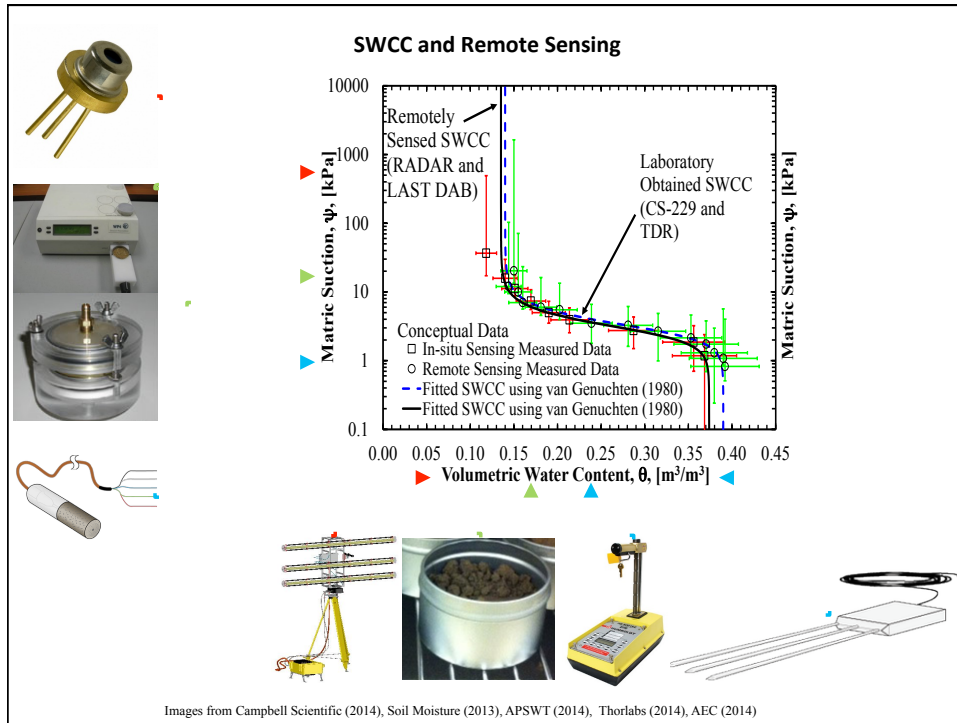 SWCC and Remote Sensing
10000
1000
100
10
1
0.1
Matric Suction, ψ, [kPa]
Remotely
Sensed SWCC
(RADAR and
LAST DAB)
Laboratory
Obtained SWCC
(CS-229 and
TDR)
Conceptual Data
In-situ Sensing Measured Data
Remote Sensing Measured Data
Fitted SWCC using van Genuchten (1980)
Fitted SWCC using van Genuchten (1980)
Matric Suction, ψ, [kPa]
0.00 0.05 0.10 0.15 0.20 0.25 0.30 0.35 0.40 0.45
Volumetric Water Content, θ, [m³/m³]
Images from Campbell Scientific (2014), Soil Moisture (2013), APSWT (2014), Thorlabs (2014), AEC (2014)